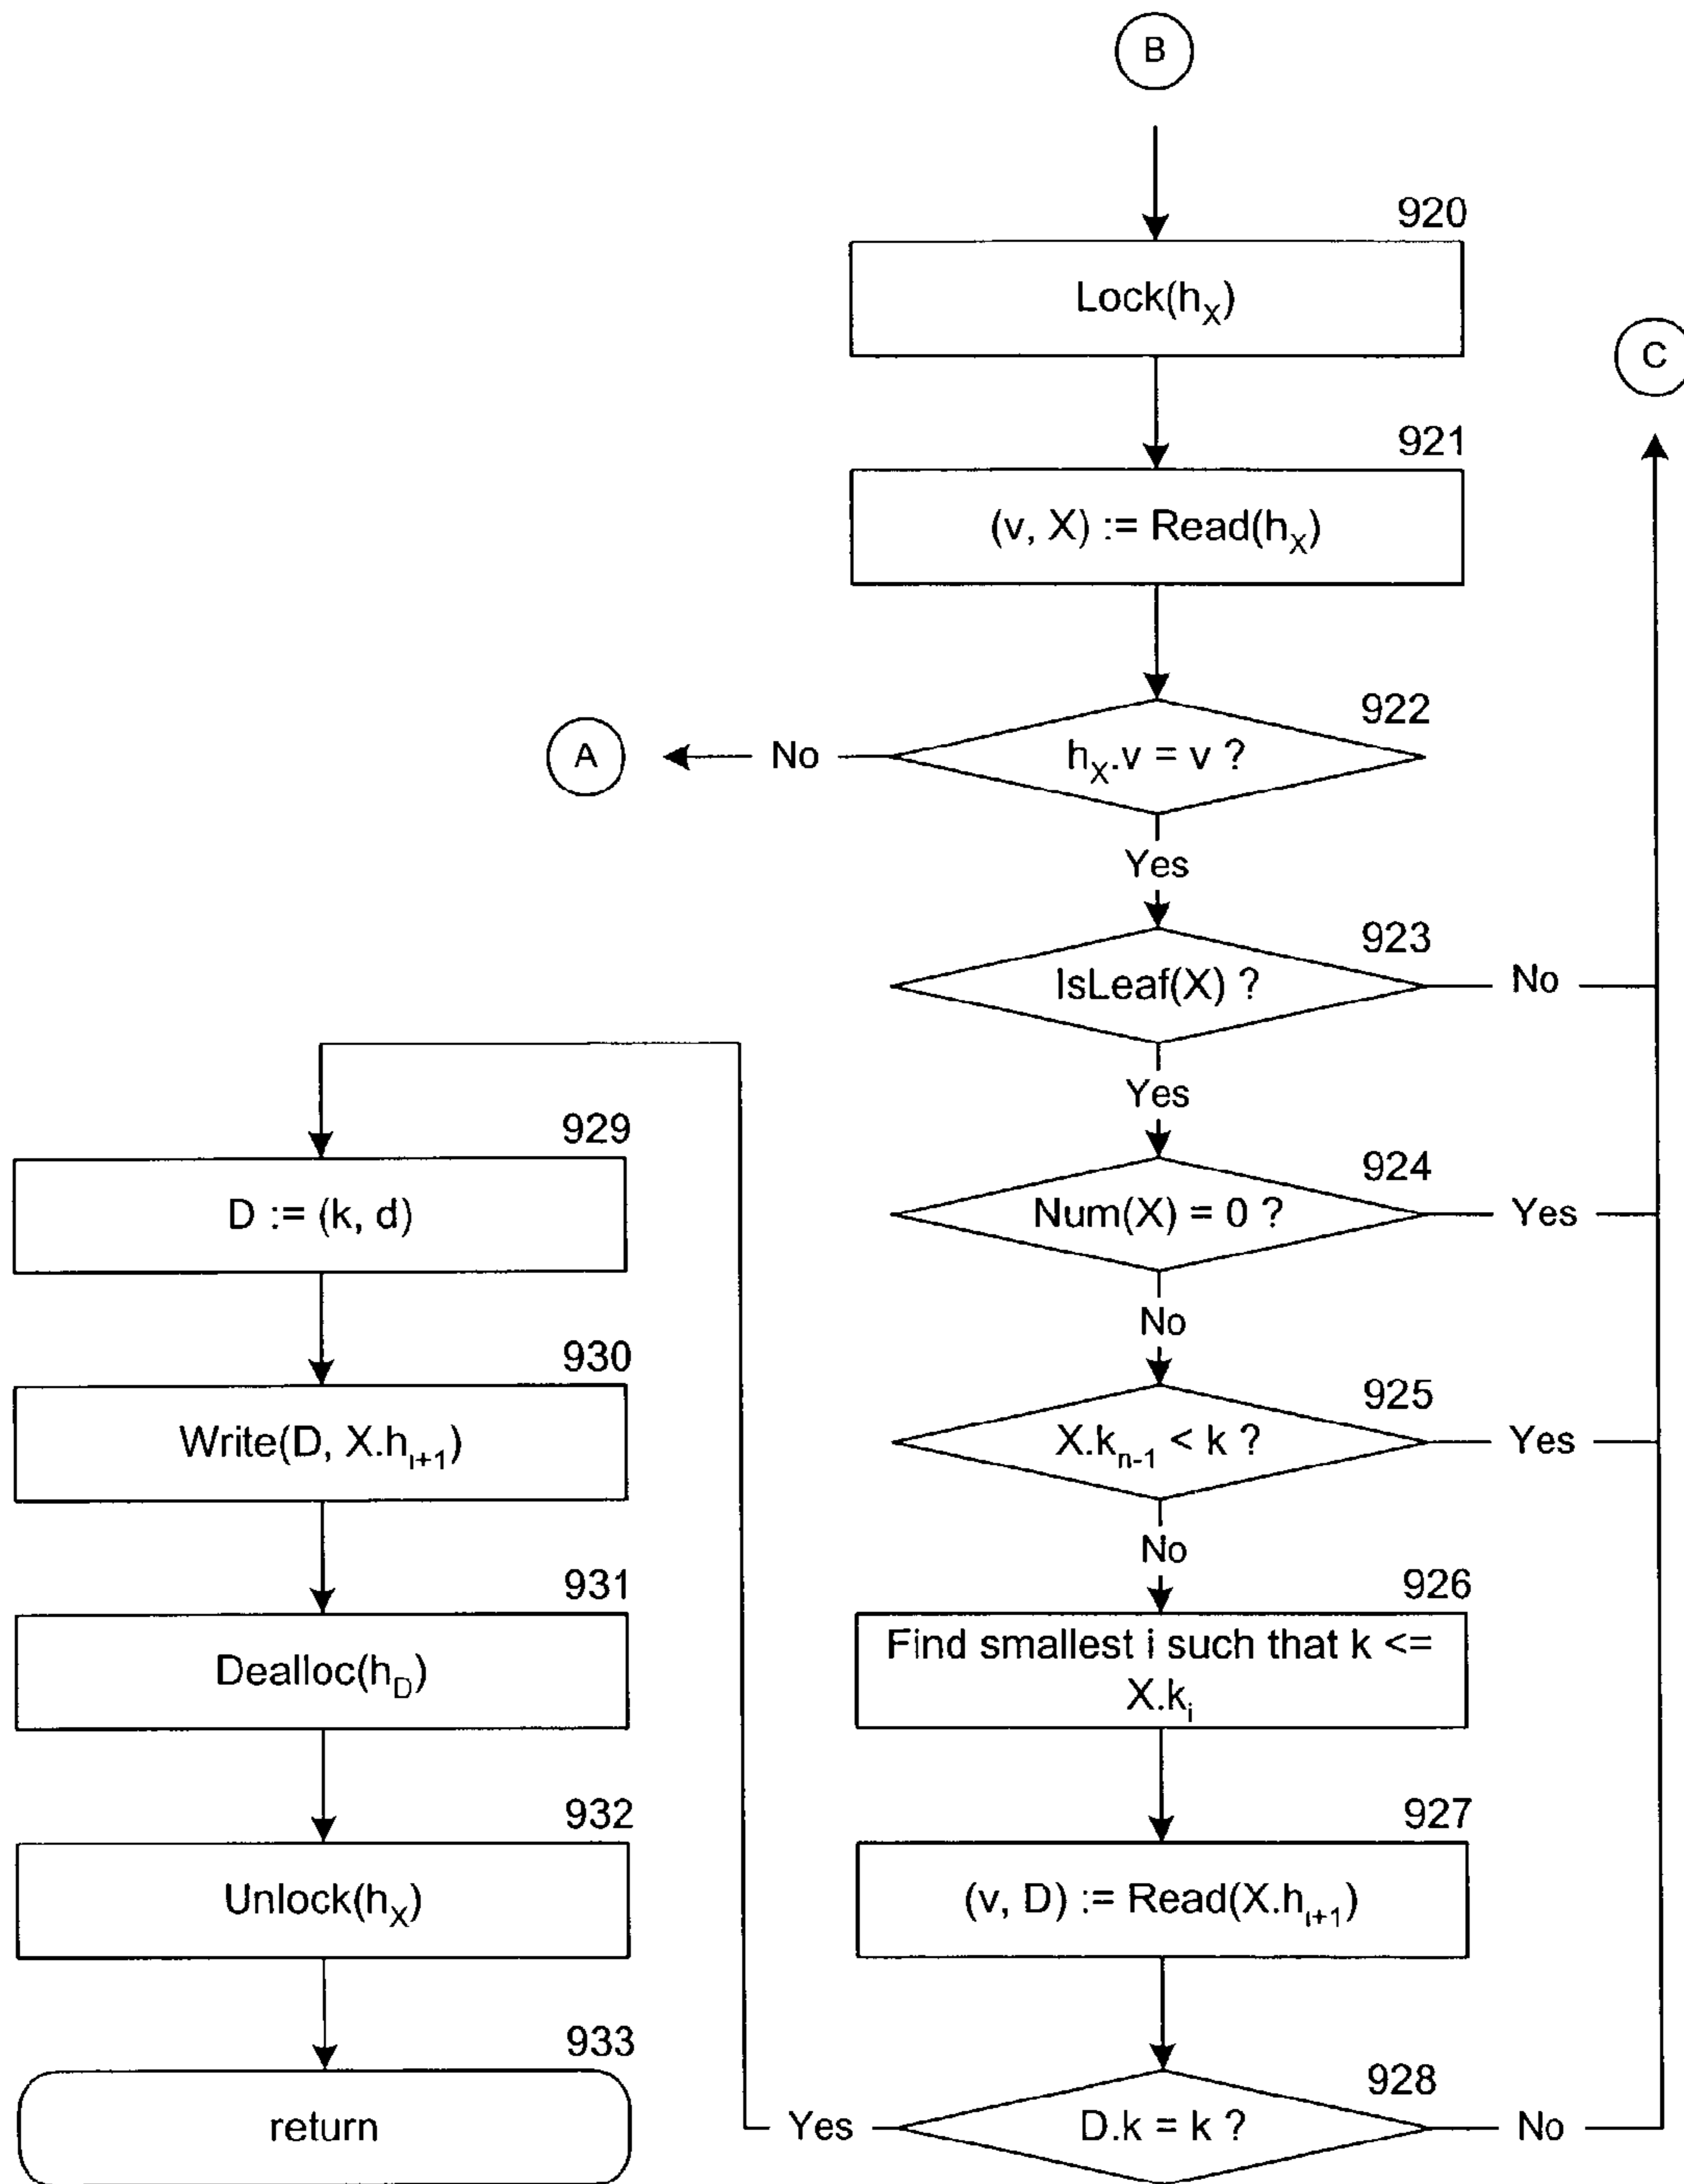 B
920
Lock(hX)
C
921
(v, X) := Read(hX)
922
hX.v = v ?
No
A
Yes
923
IsLeaf(X) ?
No
Yes
924
Num(X) = 0 ?
Yes
No
925
X.kn-1 < k ?
Yes
No
926
Find smallest i such that k <=
X.ki
927
(v, D) := Read(X.hi+1)
928
D.k = k ?
No
Yes
929
D := (k, d)
930
Write(D, X.hi+1)
931
Dealloc(hD)
932
Unlock(hX)
933
return